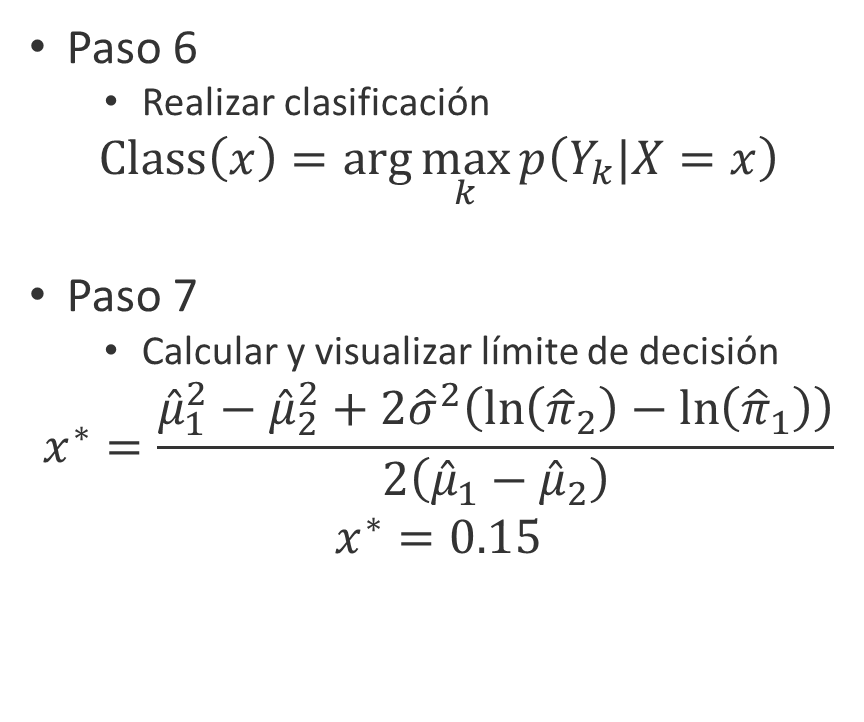 • Paso 6
• Realizar clasificación
Class(x) = arg max_k p(Y_k|X = x)
• Paso 7
• Calcular y visualizar límite de decisión
x* = (μ̂₁² − μ̂₂² + 2σ̂²(ln(π̂₂) − ln(π̂₁))) / (2(μ̂₁ − μ̂₂))
x* = 0.15